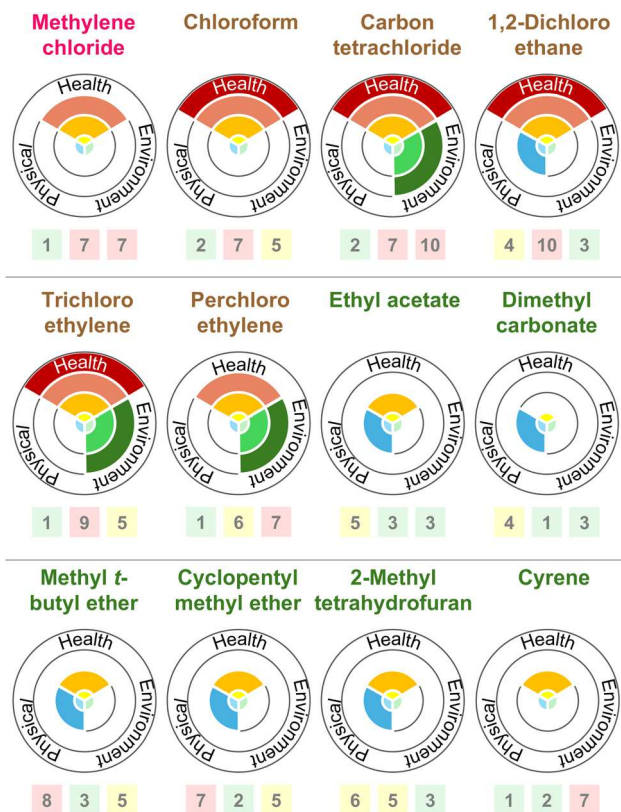 Methylene
chloride
Chloroform
Carbon
tetrachloride
1,2-Dichloro
ethane
Health
Environment
Physical
Health
Environment
Physical
Health
Environment
Physical
Health
Environment
Physical
1 7 7
2 7 5
2 7 10
4 10 3
Trichloro
ethylene
Perchloro
ethylene
Ethyl acetate
Dimethyl
carbonate
Health
Environment
Physical
Health
Environment
Physical
Health
Environment
Physical
Health
Environment
Physical
1 9 5
1 6 7
5 3 3
4 1 3
Methyl t-
butyl ether
Cyclopentyl
methyl ether
2-Methyl
tetrahydrofuran
Cyrene
Health
Environment
Physical
Health
Environment
Physical
Health
Environment
Physical
Health
Environment
Physical
8 3 5
7 2 5
6 5 3
1 2 7